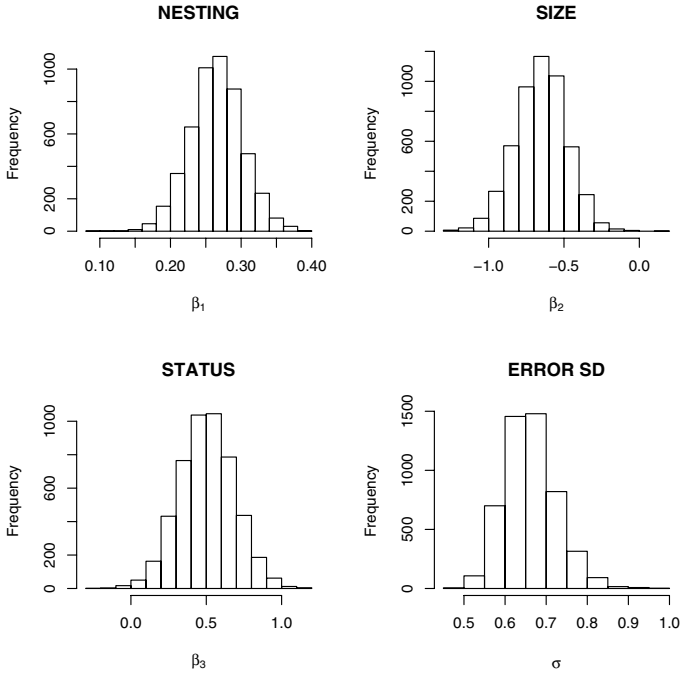 NESTING
Frequency
0 200 600 1000
0.10 0.20 0.30 0.40
β1
SIZE
Frequency
0 200 600 1000
−1.0 −0.5 0.0
β2
STATUS
Frequency
0 200 600 1000
0.0 0.5 1.0
β3
ERROR SD
Frequency
0 500 1000 1500
0.5 0.6 0.7 0.8 0.9 1.0
σ